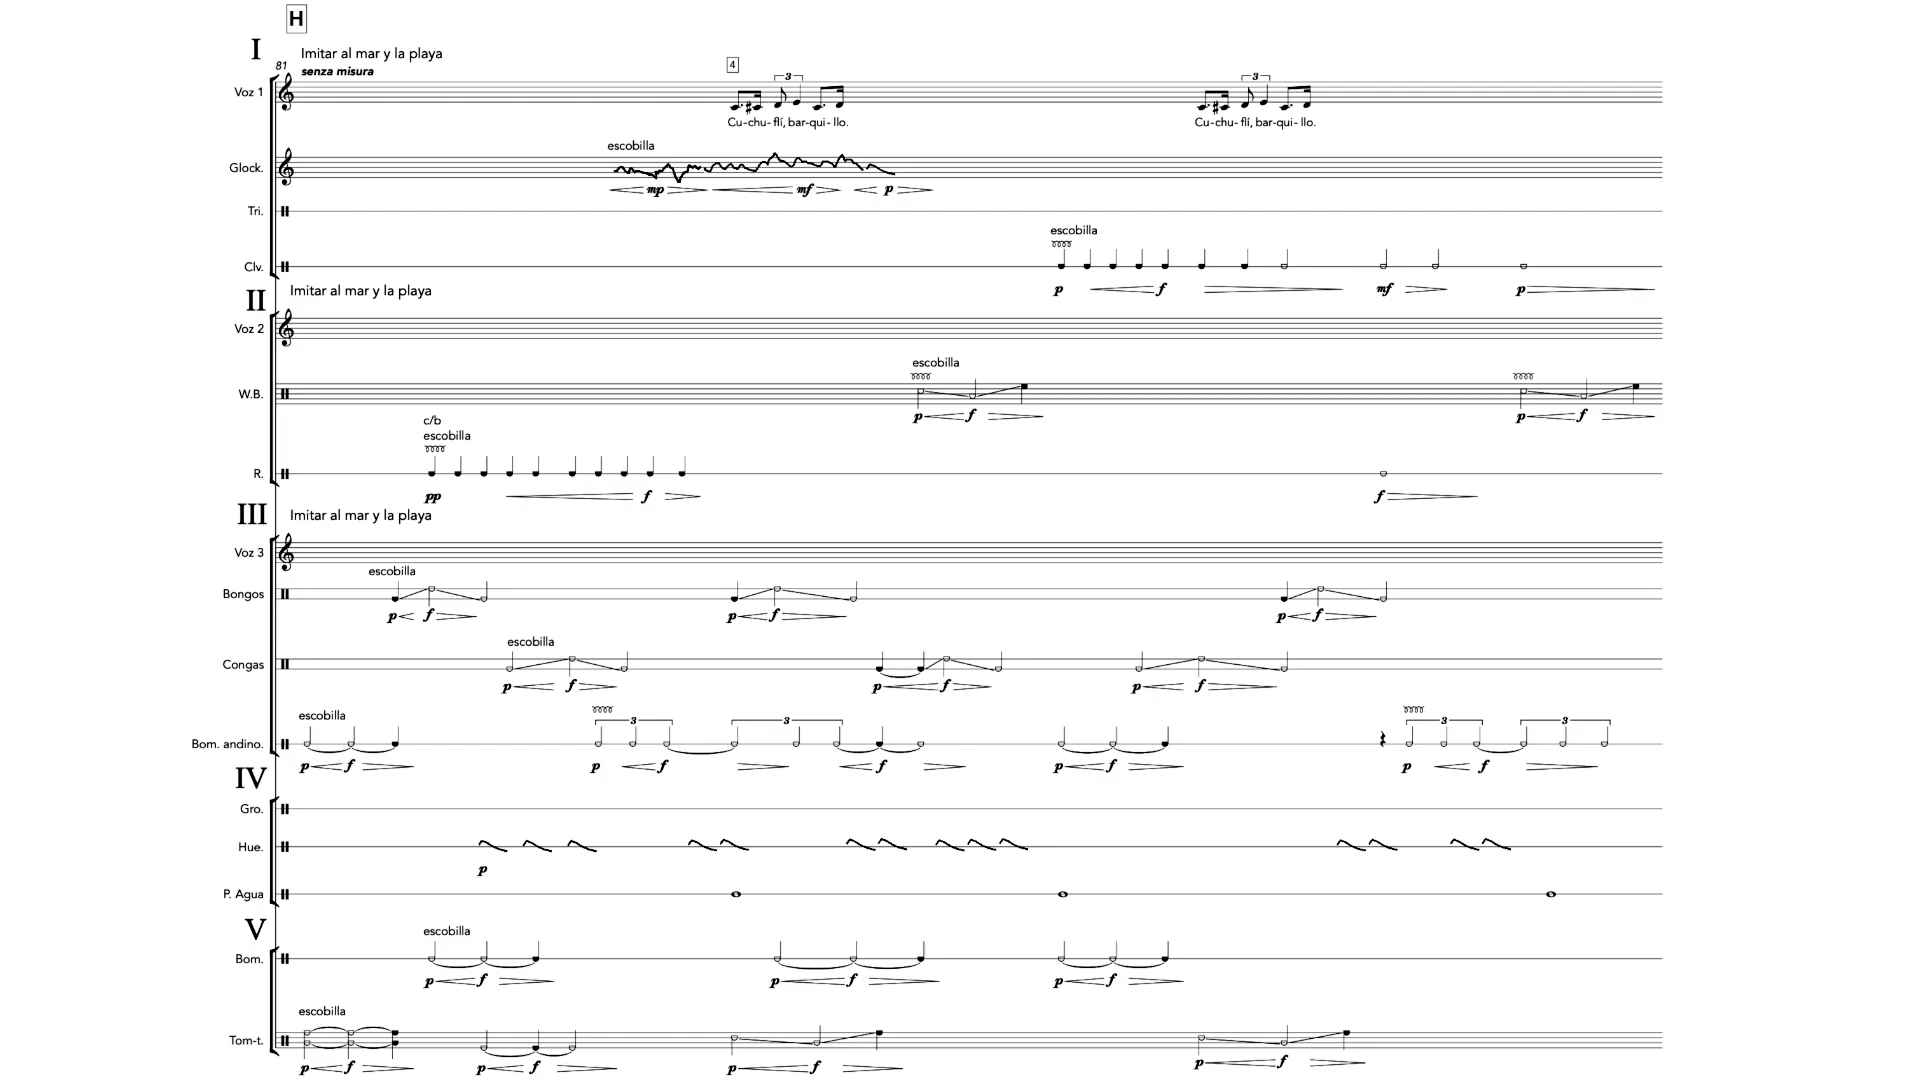 H
I
Imitar al mar y la playa
81
senza misura
4
Voz 1
3
3
Cu-chu-flí, bar-qui-llo.
Cu-chu-flí, bar-qui-llo.
escobilla
Glock.
mp
mf
p
Tri.
escobilla
Clv.
p
f
mf
p
II
Imitar al mar y la playa
Voz 2
escobilla
W.B.
p
f
p
f
c/b
escobilla
R.
pp
f
f
III
Imitar al mar y la playa
Voz 3
escobilla
Bongos
p
f
p
f
p
f
escobilla
Congas
p
f
p
f
p
f
escobilla
3
3
3
3
Bom. andino.
p
f
p
f
f
p
f
p
f
IV
Gro.
Hue.
p
P. Agua
V
escobilla
Bom.
p
f
p
f
p
f
escobilla
Tom-t.
p
f
p
f
p
f
p
f